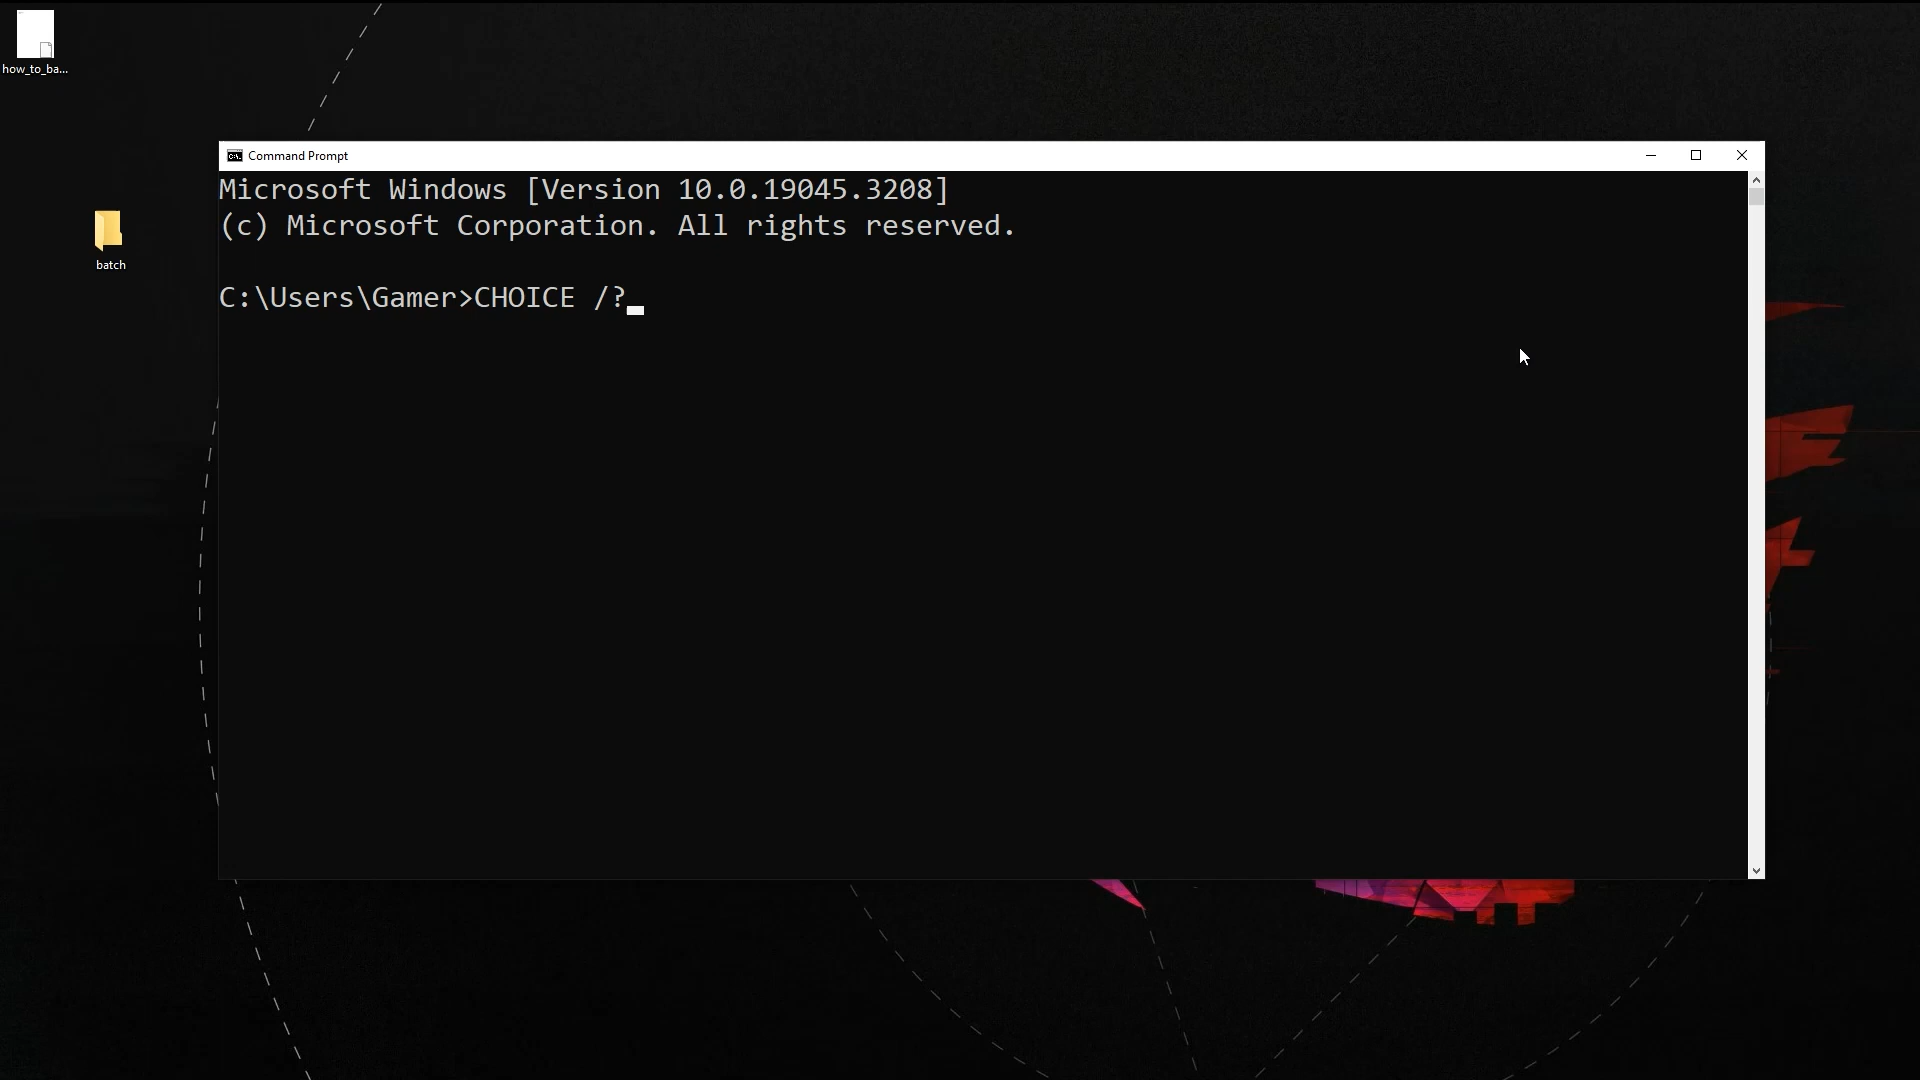 how_to_ba...
batch
Command Prompt
Microsoft Windows [Version 10.0.19045.3208]
(c) Microsoft Corporation. All rights reserved.
C:\Users\Gamer>CHOICE /?